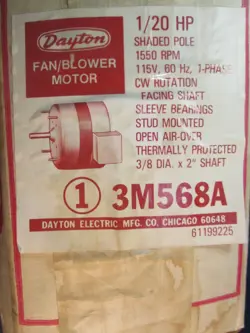 Dayton
FAN/BLOWER
MOTOR
1/20 HP
SHADED POLE
1550 RPM
115V, 60 Hz, 1-PHASE
CW ROTATION
FACING SHAFT
SLEEVE BEARINGS
STUD MOUNTED
OPEN AIR-OVER
THERMALLY PROTECTED
3/8 DIA. x 2" SHAFT
1 3M568A
DAYTON ELECTRIC MFG. CO. CHICAGO 60648
61199225